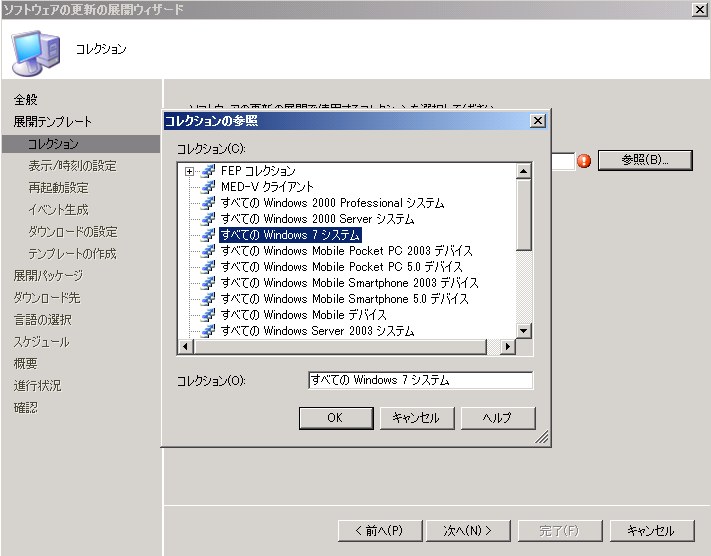 ソフトウェアの更新の展開ウィザード
コレクション
全般
展開テンプレート
コレクション
表示/時刻の設定
再起動設定
イベント生成
ダウンロードの設定
テンプレートの作成
展開パッケージ
ダウンロード先
言語の選択
スケジュール
概要
進行状況
確認
参照(B)...
コレクションの参照
コレクション(C):
FEP コレクション
MED-V クライアント
すべての Windows 2000 Professional システム
すべての Windows 2000 Server システム
すべての Windows 7 システム
すべての Windows Mobile Pocket PC 2003 デバイス
すべての Windows Mobile Pocket PC 5.0 デバイス
すべての Windows Mobile Smartphone 2003 デバイス
すべての Windows Mobile Smartphone 5.0 デバイス
すべての Windows Mobile デバイス
すべての Windows Server 2003 システム
コレクション(O):
すべての Windows 7 システム
OK
キャンセル
ヘルプ
< 前へ(P)
次へ(N) >
完了(F)
キャンセル